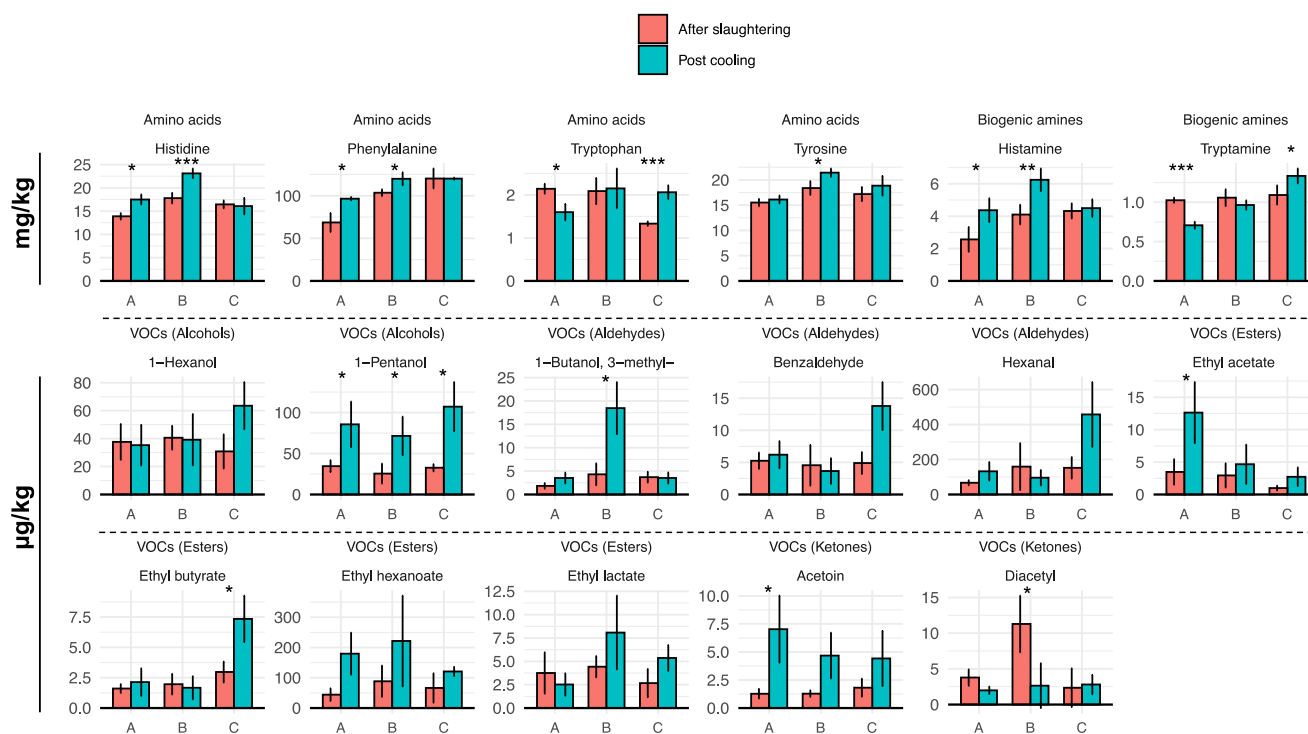 After slaughtering
Post cooling
mg/kg
Amino acids Amino acids Amino acids Amino acids Biogenic amines Biogenic amines
Histidine Phenylalanine Tryptophan Tyrosine Histamine Tryptamine
* *** * * * *** * * ** *** *
25 20 15 10 5 0
100 50 0
2 1 0
20 15 10 5 0
6 4 2 0
1.0 0.5 0.0
A B C A B C A B C A B C A B C A B C
µg/kg
VOCs (Alcohols) VOCs (Alcohols) VOCs (Aldehydes) VOCs (Aldehydes) VOCs (Aldehydes) VOCs (Esters)
1−Hexanol 1−Pentanol 1−Butanol, 3−methyl− Benzaldehyde Hexanal Ethyl acetate
* * * * *
80 60 40 20 0
100 50 0
25 20 15 10 5 0
15 10 5 0
600 400 200 0
15 10 5 0
A B C A B C A B C A B C A B C A B C
VOCs (Esters) VOCs (Esters) VOCs (Esters) VOCs (Ketones) VOCs (Ketones)
Ethyl butyrate Ethyl hexanoate Ethyl lactate Acetoin Diacetyl
* * *
7.5 5.0 2.5 0.0
300 200 100 0
12.5 10.0 7.5 5.0 2.5 0.0
10.0 7.5 5.0 2.5 0.0
15 10 5 0
A B C A B C A B C A B C A B C